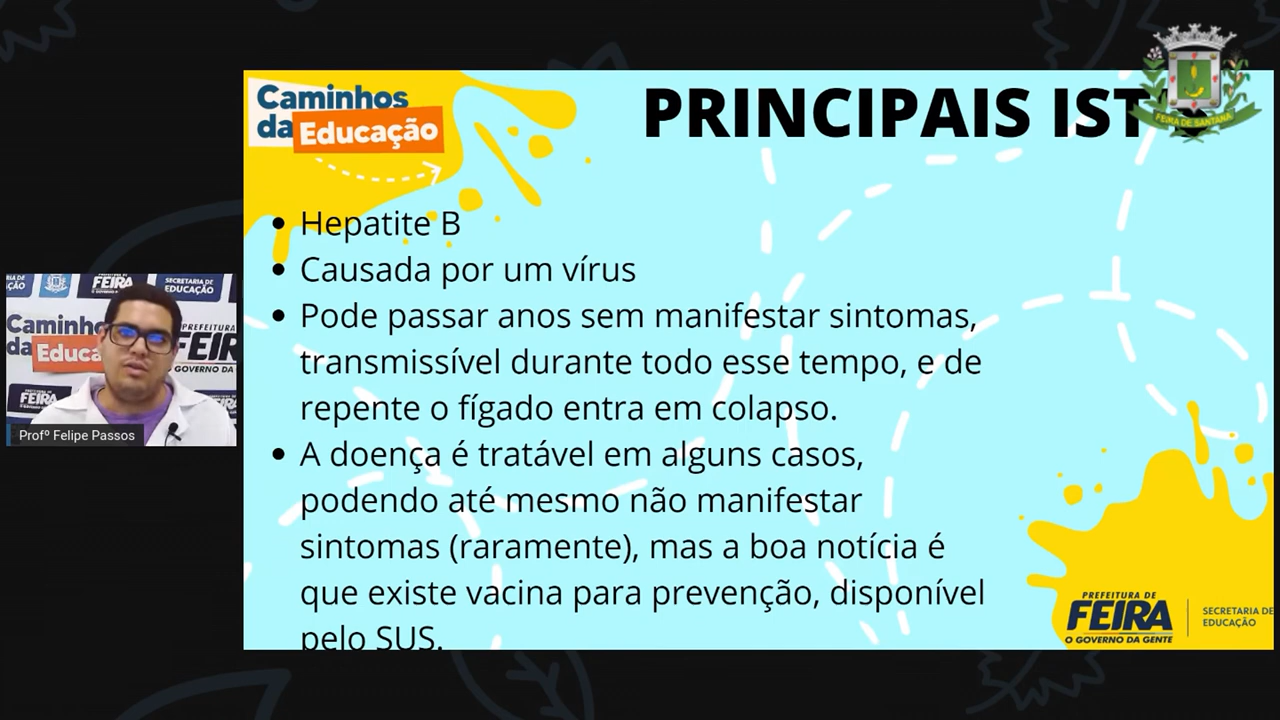 Caminhos
da Educação
PRINCIPAIS IST
FEIRA DE SANTANA
• Hepatite B
• Causada por um vírus
• Pode passar anos sem manifestar sintomas,
transmissível durante todo esse tempo, e de
repente o fígado entra em colapso.
• A doença é tratável em alguns casos,
podendo até mesmo não manifestar
sintomas (raramente), mas a boa notícia é
que existe vacina para prevenção, disponível
pelo SUS.
FEIRA
SECRETARIA DE
EDUCAÇÃO
Caminho
da Educa
PREFEITURA
FEIR
GOVERNO DA
FEIRA
Profº Felipe Passos
PREFEITURA DE
FEIRA
O GOVERNO DA GENTE
SECRETARIA DE
EDUCAÇÃO